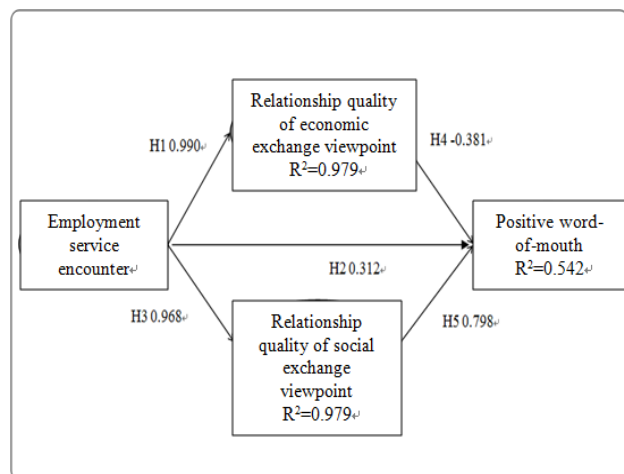 Relationship quality
of economic
exchange viewpoint
R²=0.979↵
H1 0.990↵
H4 -0.381↵
Employment
service
encounter↵
Positive word-
of-mouth
R²=0.542↵
H2 0.312↵
H3 0.968↵
H5 0.798↵
Relationship
quality of social
exchange
viewpoint
R²=0.979↵